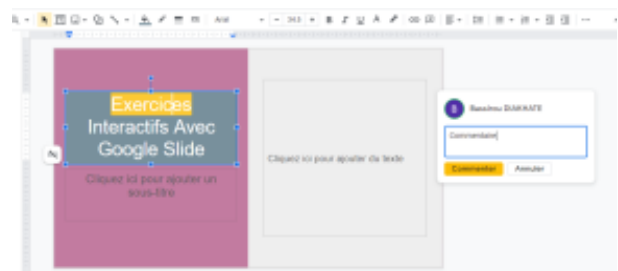 Arial
Exercices
Interactifs Avec
Google Slide
Cliquez ici pour ajouter un
sous-titre
Cliquez ici pour ajouter du texte
Bassirou DIAKHATE
Commentaire
Commenter Annuler